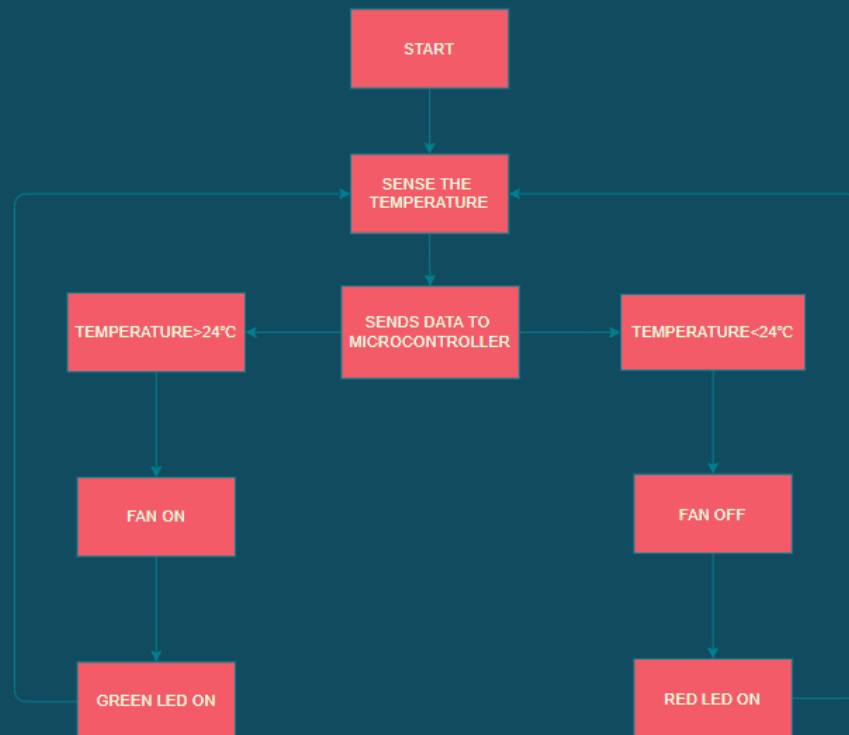 START
SENSE THE
TEMPERATURE
SENDS DATA TO
MICROCONTROLLER
TEMPERATURE>24℃
TEMPERATURE<24℃
FAN ON
FAN OFF
GREEN LED ON
RED LED ON